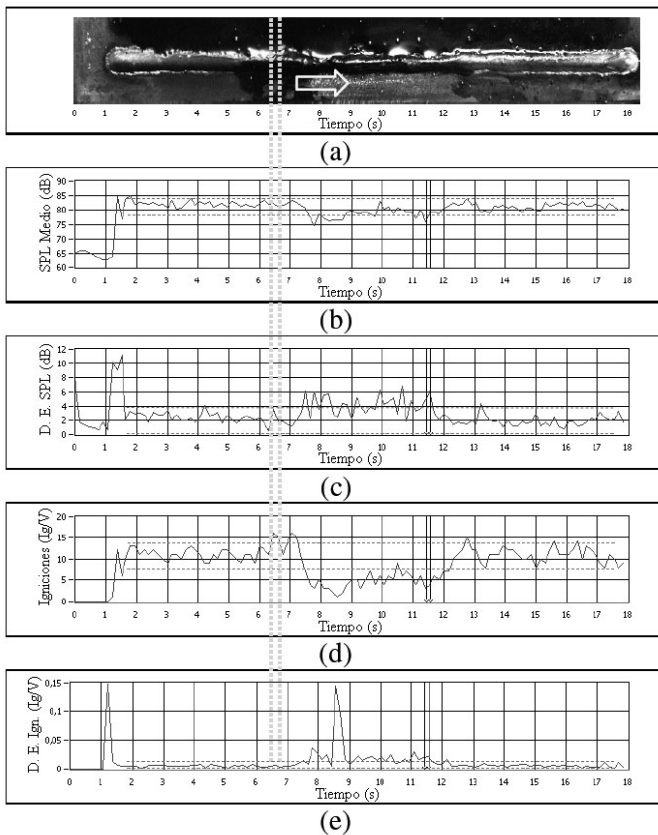 0 1 2 3 4 5 6 7 8 9 10 11 12 13 14 15 16 17 18
Tiempo (s)
(a)
SPL Medio (dB)
90
85
80
75
70
65
60
0 1 2 3 4 5 6 7 8 9 10 11 12 13 14 15 16 17 18
Tiempo (s)
(b)
D. E. SPL (dB)
12
10
8
6
4
2
0
0 1 2 3 4 5 6 7 8 9 10 11 12 13 14 15 16 17 18
Tiempo (s)
(c)
Igniciones (Ig/V)
20
15
10
5
0
0 1 2 3 4 5 6 7 8 9 10 11 12 13 14 15 16 17 18
Tiempo (s)
(d)
D. E. Ign. (Ig/V)
0,15
0,1
0,05
0
0 1 2 3 4 5 6 7 8 9 10 11 12 13 14 15 16 17 18
Tiempo (s)
(e)